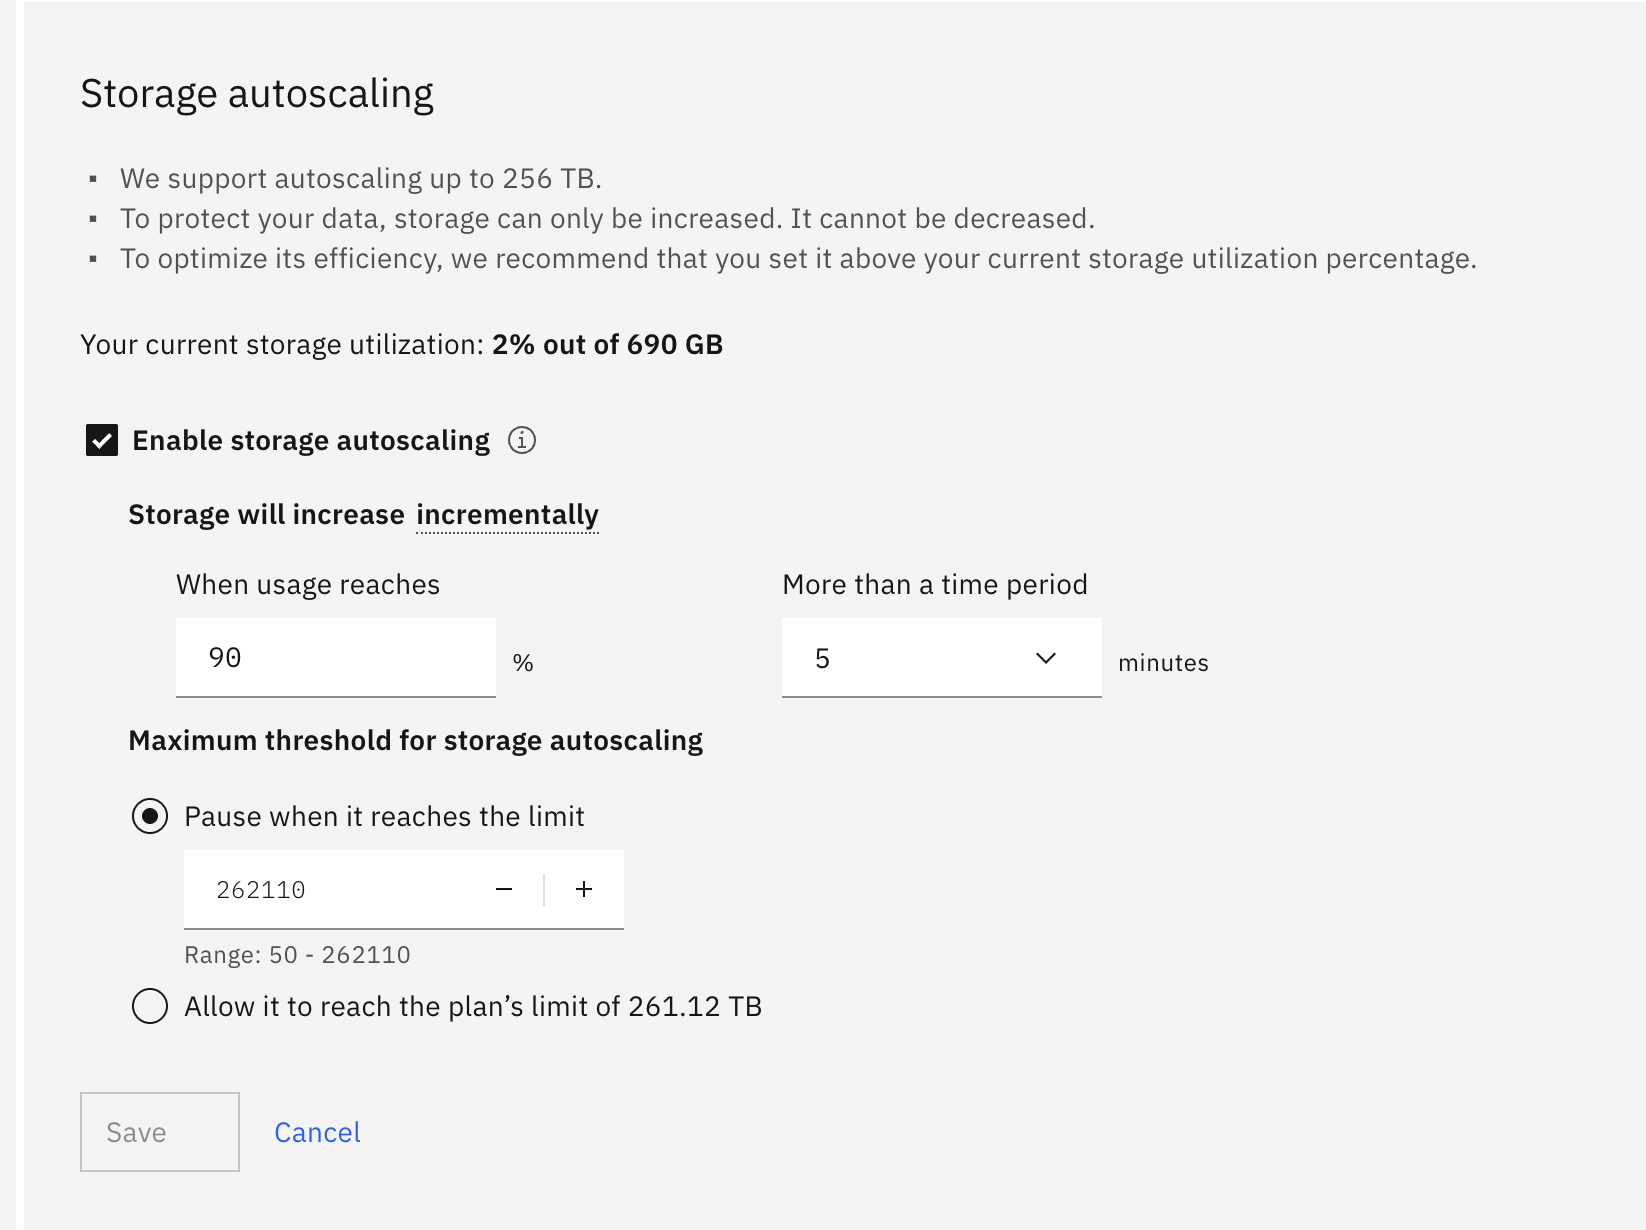 Storage autoscaling
▪ We support autoscaling up to 256 TB.
▪ To protect your data, storage can only be increased. It cannot be decreased.
▪ To optimize its efficiency, we recommend that you set it above your current storage utilization percentage.
Your current storage utilization: 2% out of 690 GB
Enable storage autoscaling
Storage will increase incrementally
When usage reaches
90 %
More than a time period
5 minutes
Maximum threshold for storage autoscaling
Pause when it reaches the limit
262110
Range: 50 - 262110
Allow it to reach the plan’s limit of 261.12 TB
Save Cancel